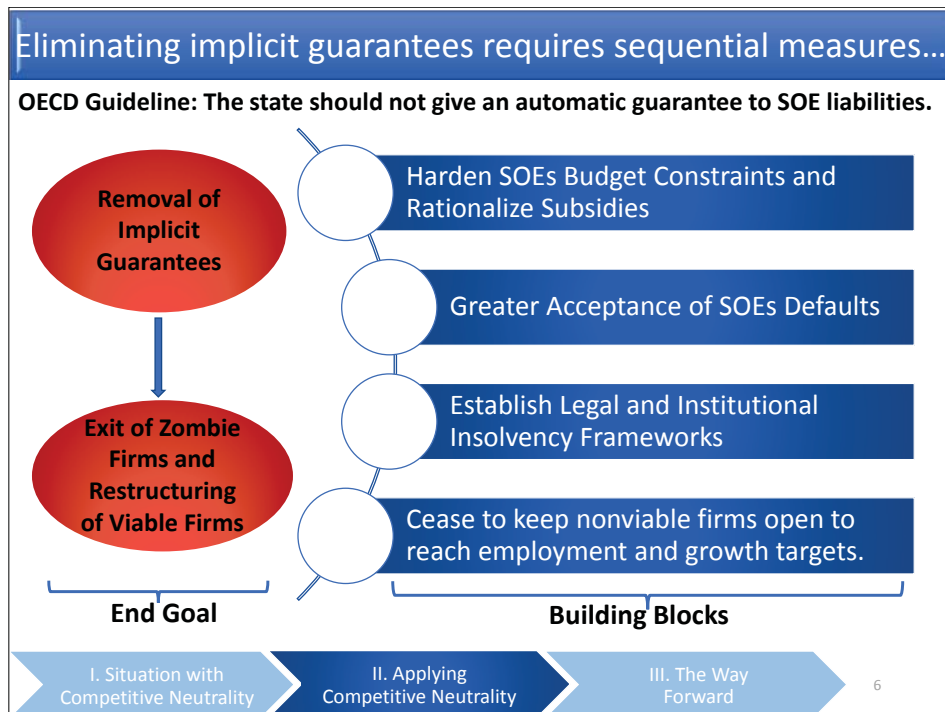 Eliminating implicit guarantees requires sequential measures…
OECD Guideline: The state should not give an automatic guarantee to SOE liabilities.
Removal of
Implicit
Guarantees
Exit of Zombie
Firms and
Restructuring
of Viable Firms
End Goal
Harden SOEs Budget Constraints and
Rationalize Subsidies
Greater Acceptance of SOEs Defaults
Establish Legal and Institutional
Insolvency Frameworks
Cease to keep nonviable firms open to
reach employment and growth targets.
Building Blocks
I. Situation with
Competitive Neutrality
II. Applying
Competitive Neutrality
III. The Way
Forward
6